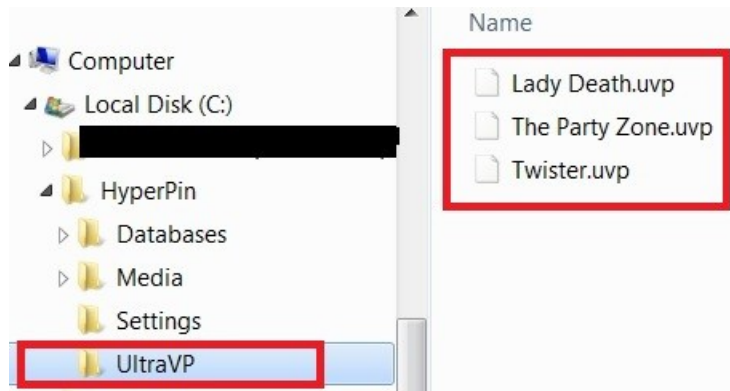 Computer
Local Disk (C:)
HyperPin
Databases
Media
Settings
UltraVP
Name
Lady Death.uvp
The Party Zone.uvp
Twister.uvp